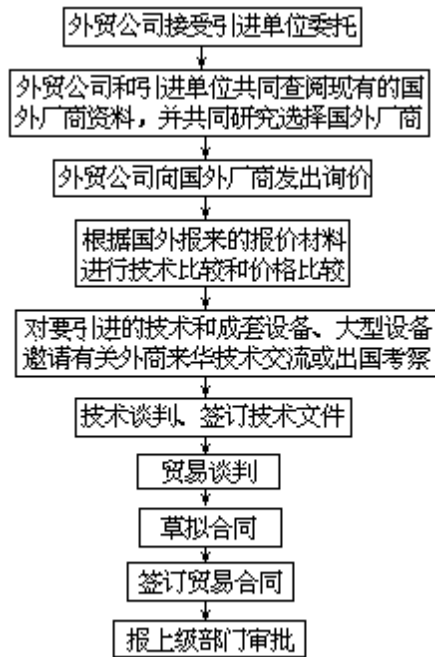 外贸公司接受引进单位委托
外贸公司和引进单位共同查阅现有的国
外厂商资料，并共同研究选择国外厂商
外贸公司向国外厂商发出询价
根据国外报来的报价材料
进行技术比较和价格比较
对要引进的技术和成套设备、大型设备
邀请有关外商来华技术交流或出国考察
技术谈判、签订技术文件
贸易谈判
草拟合同
签订贸易合同
报上级部门审批